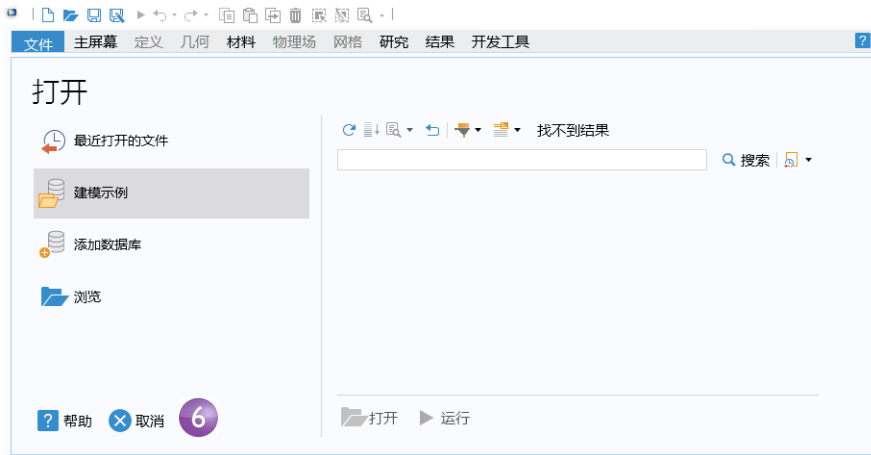 文件 主屏幕 定义 几何 材料 物理场 网格 研究 结果 开发工具 ?
打开
最近打开的文件
建模示例
添加数据库
浏览
? 帮助 取消 6
找不到结果
搜索
打开 运行